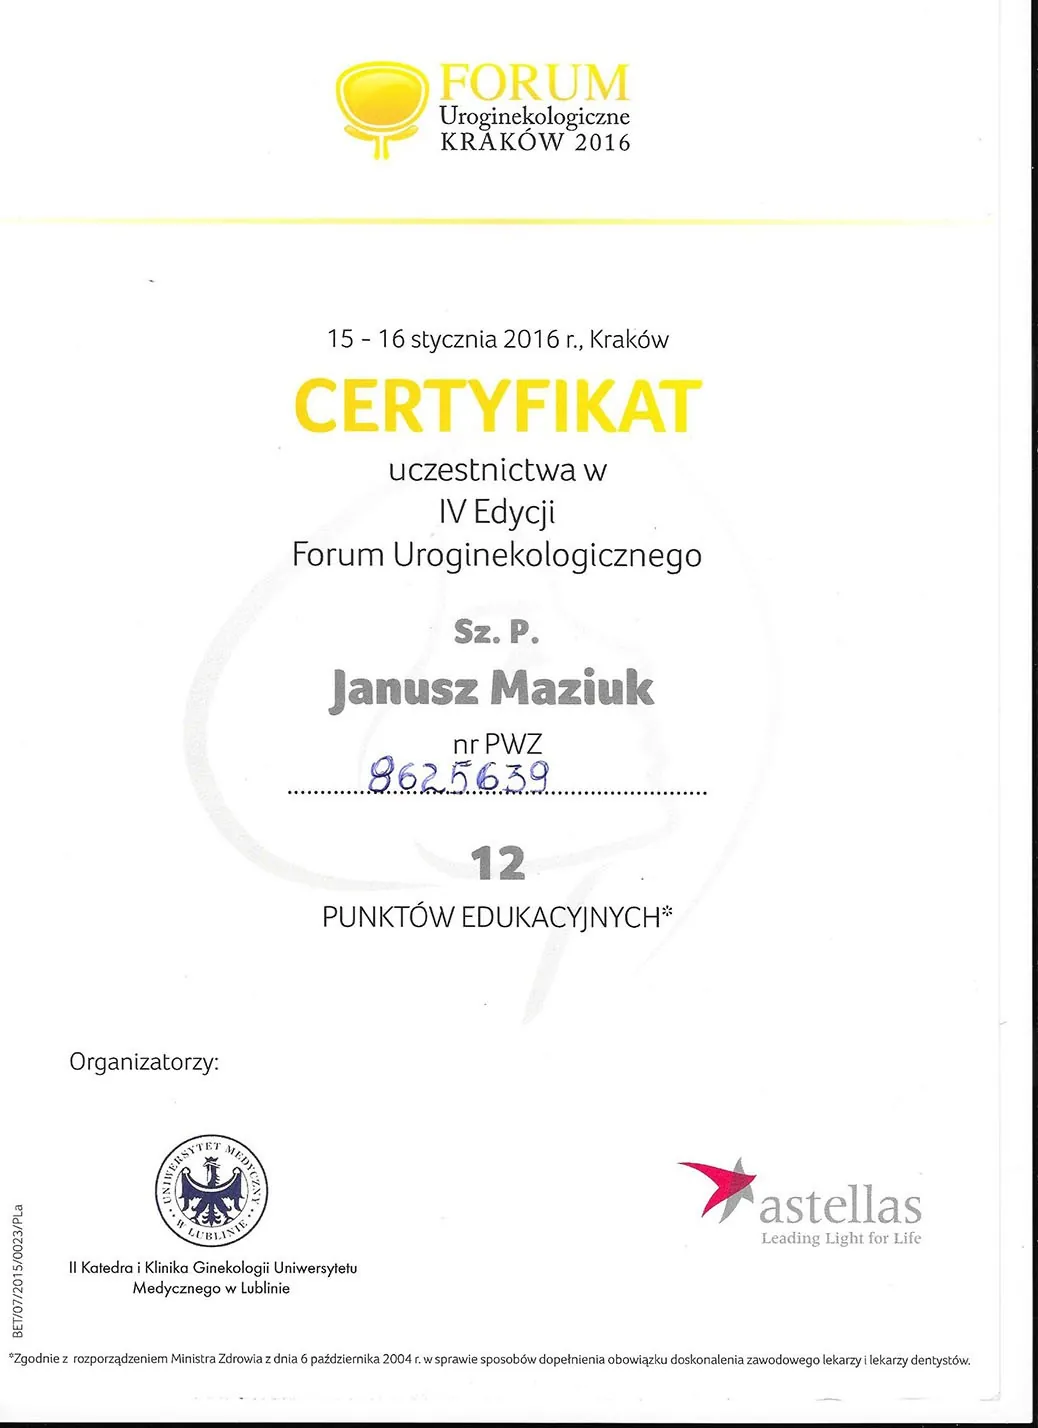 FORUM
Uroginekologiczne
KRAKÓW 2016
15 - 16 stycznia 2016 r., Kraków
CERTYFIKAT
uczestnictwa w
IV Edycji
Forum Uroginekologicznego
Sz. P.
Janusz Maziuk
nr PWZ
8625639
12
PUNKTÓW EDUKACYJNYCH*
Organizatorzy:
UNIWERSYTET MEDYCZNY W LUBLINIE
astellas
Leading Light for Life
II Katedra i Klinika Ginekologii Uniwersytetu
Medycznego w Lublinie
BET/07/2015/0023/PLa
*Zgodnie z rozporządzeniem Ministra Zdrowia z dnia 6 października 2004 r. w sprawie sposobów dopełnienia obowiązku doskonalenia zawodowego lekarzy i lekarzy dentystów.